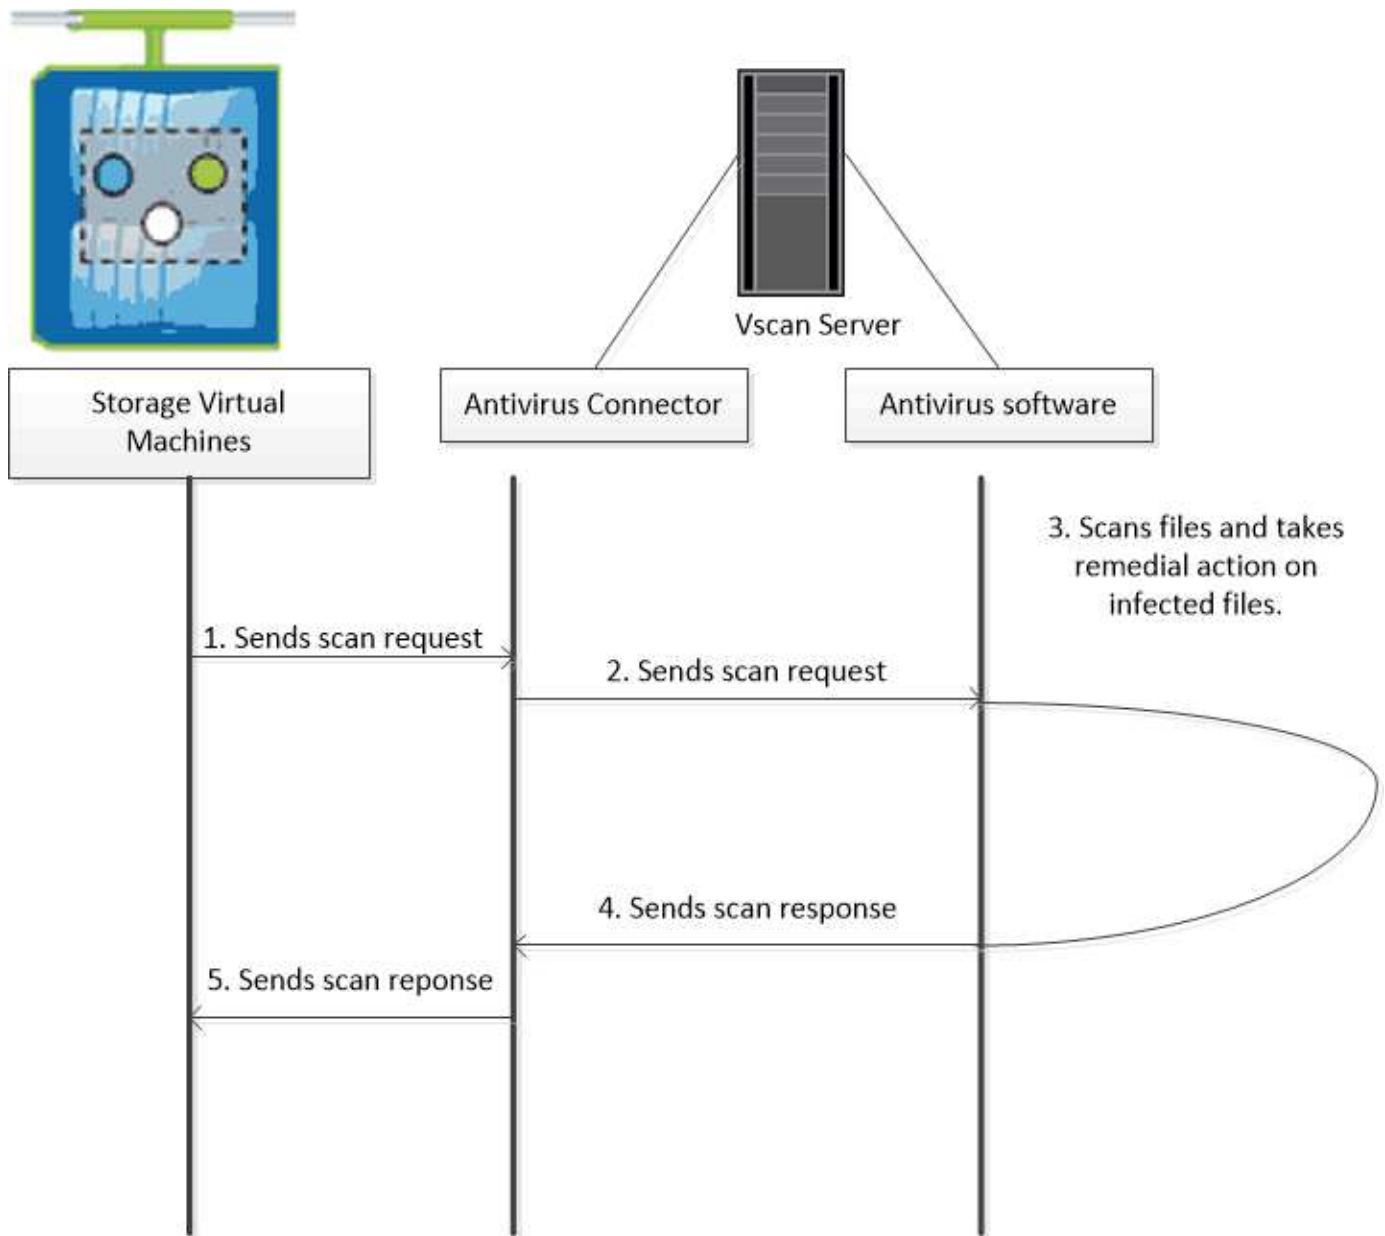 Vscan Server
Storage Virtual
Machines
Antivirus Connector
Antivirus software
3. Scans files and takes
remedial action on
infected files.
1. Sends scan request
2. Sends scan request
4. Sends scan response
5. Sends scan reponse